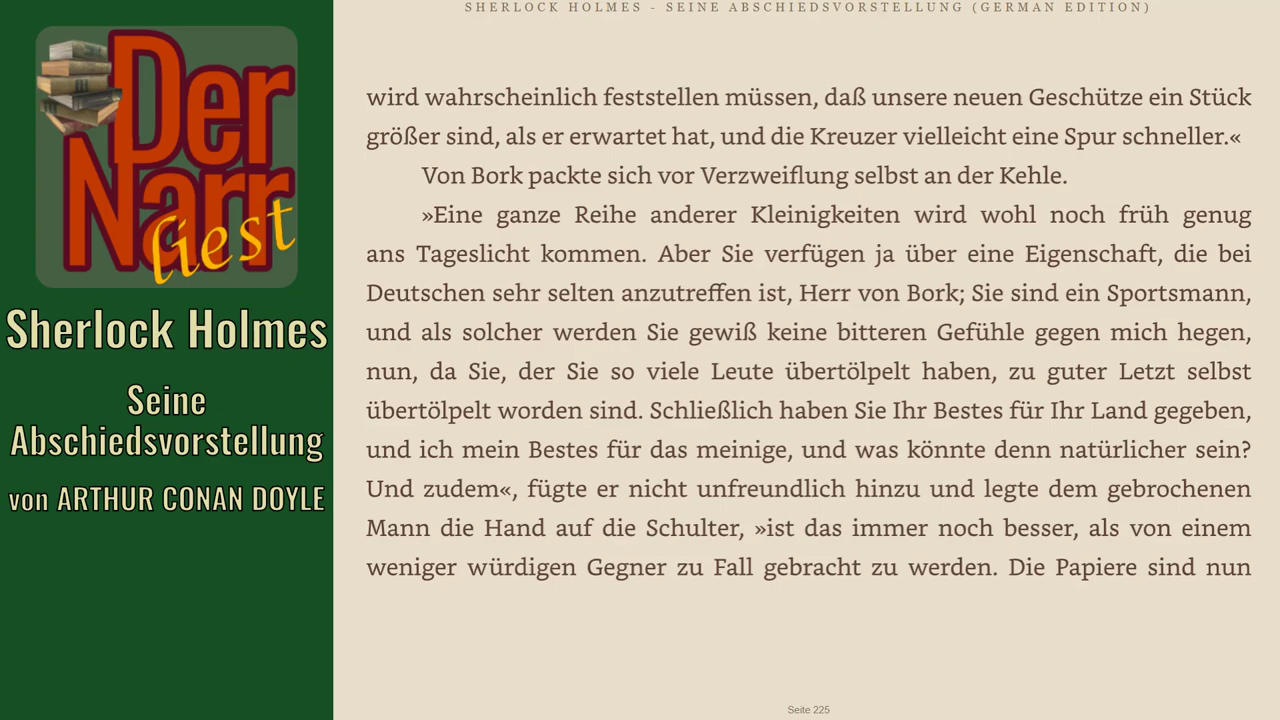 Der
Narr
liest
Sherlock Holmes
Seine
Abschiedsvorstellung
von ARTHUR CONAN DOYLE
SHERLOCK HOLMES - SEINE ABSCHIEDSVORSTELLUNG (GERMAN EDITION)
wird wahrscheinlich feststellen müssen, daß unsere neuen Geschütze ein Stück
größer sind, als er erwartet hat, und die Kreuzer vielleicht eine Spur schneller.«
Von Bork packte sich vor Verzweiflung selbst an der Kehle.
»Eine ganze Reihe anderer Kleinigkeiten wird wohl noch früh genug
ans Tageslicht kommen. Aber Sie verfügen ja über eine Eigenschaft, die bei
Deutschen sehr selten anzutreffen ist, Herr von Bork; Sie sind ein Sportsmann,
und als solcher werden Sie gewiß keine bitteren Gefühle gegen mich hegen,
nun, da Sie, der Sie so viele Leute übertölpelt haben, zu guter Letzt selbst
übertölpelt worden sind. Schließlich haben Sie Ihr Bestes für Ihr Land gegeben,
und ich mein Bestes für das meinige, und was könnte denn natürlicher sein?
Und zudem«, fügte er nicht unfreundlich hinzu und legte dem gebrochenen
Mann die Hand auf die Schulter, »ist das immer noch besser, als von einem
weniger würdigen Gegner zu Fall gebracht zu werden. Die Papiere sind nun
Seite 225